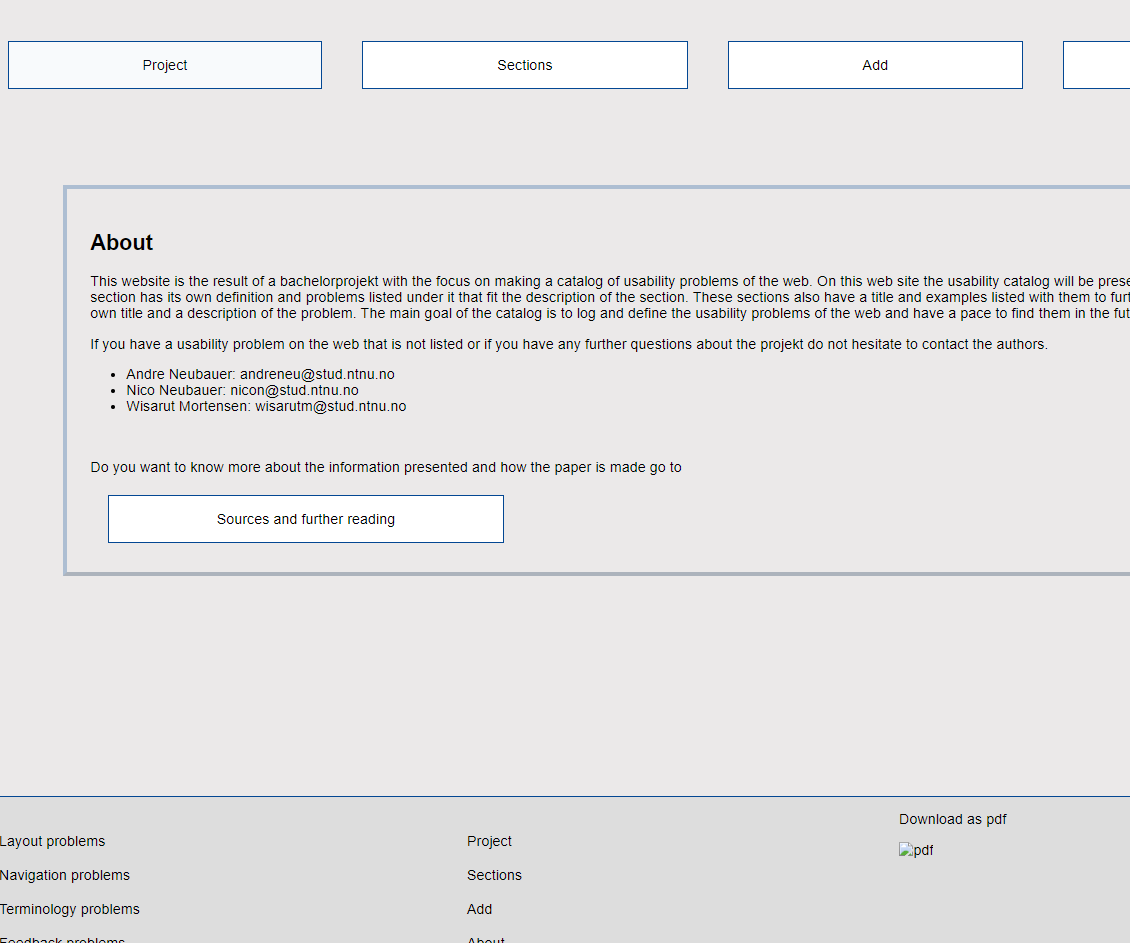 Project Sections Add
About
This website is the result of a bachelorprojekt with the focus on making a catalog of usability problems of the web. On this web site the usability catalog will be
section has its own definition and problems listed under it that fit the description of the section. These sections also have a title and examples listed with them to
own title and a description of the problem. The main goal of the catalog is to log and define the usability problems of the web and have a pace to find them in the
If you have a usability problem on the web that is not listed or if you have any further questions about the projekt do not hesitate to contact the authors.
• Andre Neubauer: andreneu@stud.ntnu.no
• Nico Neubauer: nicon@stud.ntnu.no
• Wisarut Mortensen: wisarutm@stud.ntnu.no
Do you want to know more about the information presented and how the paper is made go to
Sources and further reading
Layout problems
Navigation problems
Terminology problems
Feedback problems
Project
Sections
Add
About
Download as pdf
pdf